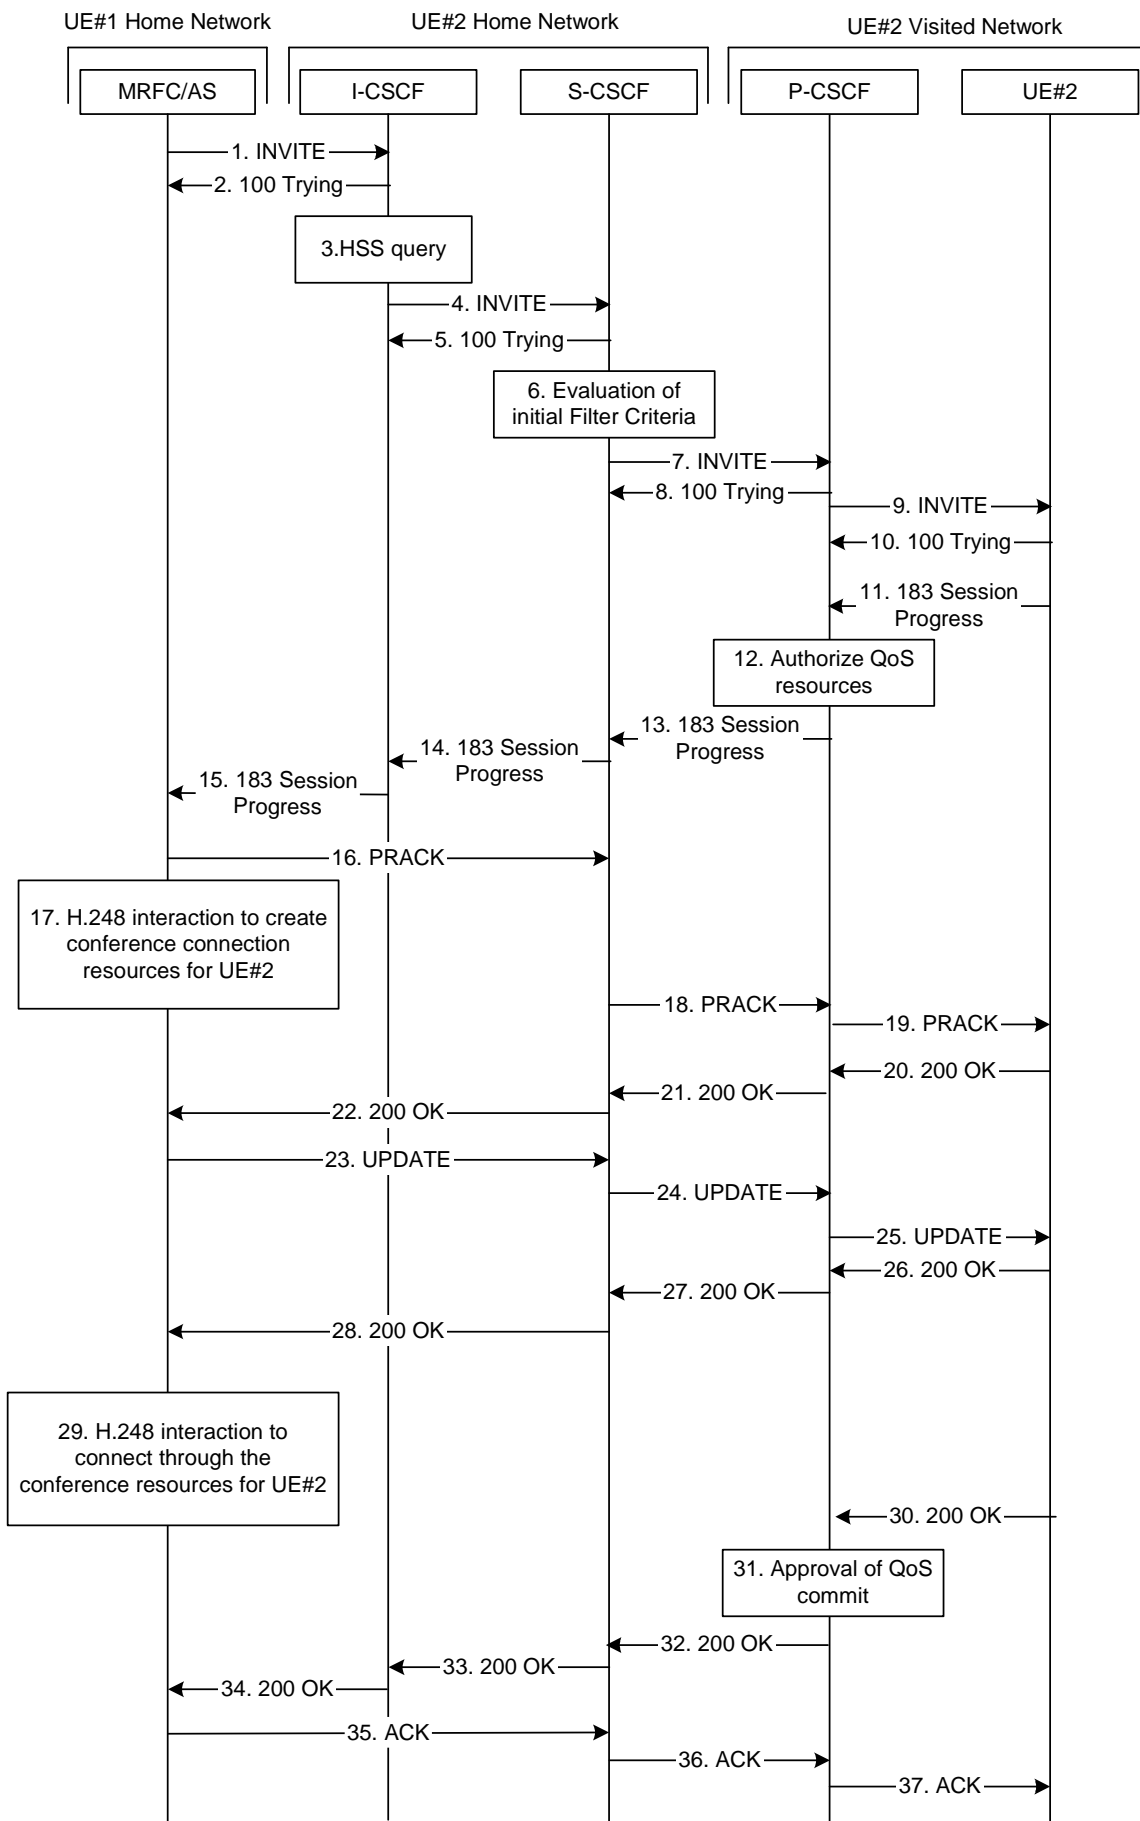 UE#1 Home Network
UE#2 Home Network
UE#2 Visited Network
MRFC/AS
I-CSCF
S-CSCF
P-CSCF
UE#2
1. INVITE
2. 100 Trying
3.HSS query
4. INVITE
5. 100 Trying
6. Evaluation of
initial Filter Criteria
7. INVITE
8. 100 Trying
9. INVITE
10. 100 Trying
11. 183 Session
Progress
12. Authorize QoS
resources
13. 183 Session
Progress
14. 183 Session
Progress
15. 183 Session
Progress
16. PRACK
17. H.248 interaction to create
conference connection
resources for UE#2
18. PRACK
19. PRACK
20. 200 OK
21. 200 OK
22. 200 OK
23. UPDATE
24. UPDATE
25. UPDATE
26. 200 OK
27. 200 OK
28. 200 OK
29. H.248 interaction to
connect through the
conference resources for UE#2
30. 200 OK
31. Approval of QoS
commit
32. 200 OK
33. 200 OK
34. 200 OK
35. ACK
36. ACK
37. ACK